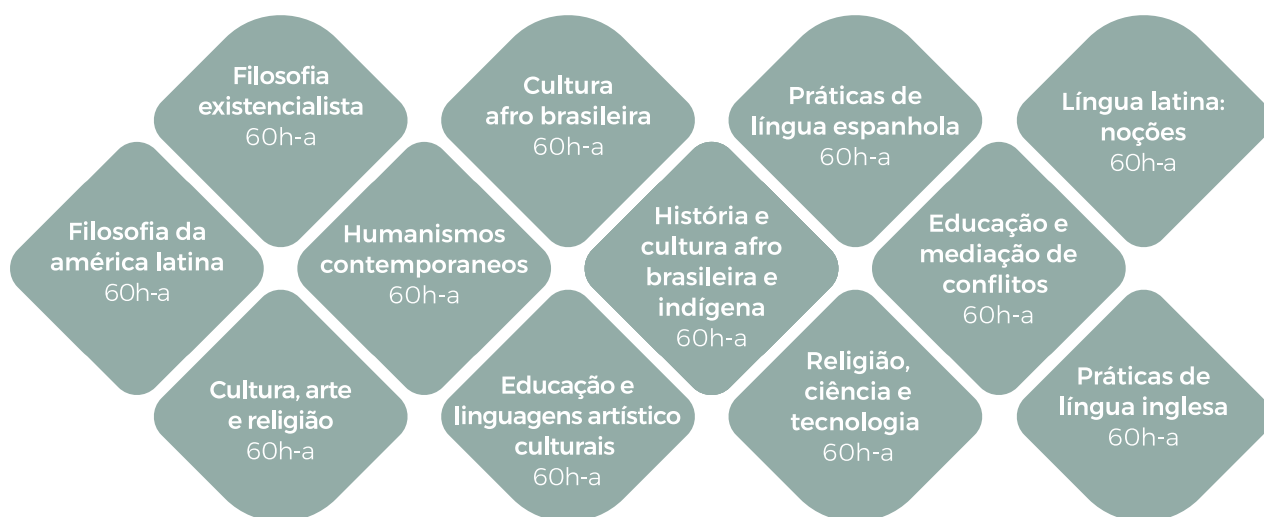 Filosofia
existencialista
60h-a
Cultura
afro brasileira
60h-a
Práticas de
língua espanhola
60h-a
Língua latina:
noções
60h-a
Filosofia da
américa latina
60h-a
Humanismos
contemporaneos
60h-a
História e
cultura afro
brasileira e
indígena
60h-a
Educação e
mediação de
conflitos
60h-a
Cultura, arte
e religião
60h-a
Educação e
linguagens artístico
culturais
60h-a
Religião,
ciência e
tecnologia
60h-a
Práticas de
língua inglesa
60h-a